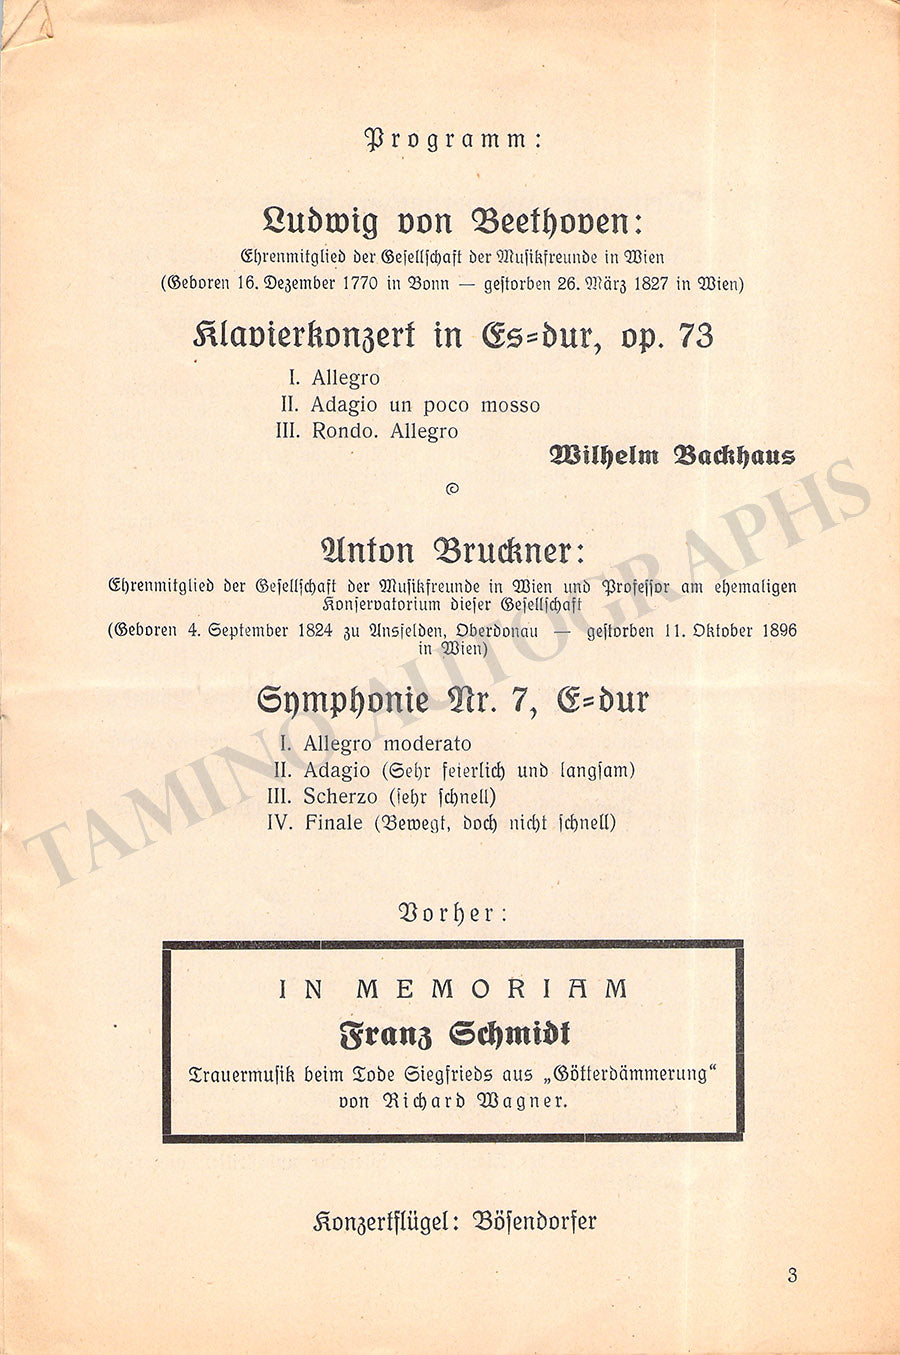 Programm:
Ludwig von Beethoven:
Ehrenmitglied der Gesellschaft der Musikfreunde in Wien
(Geboren 16. Dezember 1770 in Bonn — gestorben 26. März 1827 in Wien)
Klavierkonzert in Es-dur, op. 73
I. Allegro
II. Adagio un poco mosso
III. Rondo. Allegro
Wilhelm Backhaus
Anton Bruckner:
Ehrenmitglied der Gesellschaft der Musikfreunde in Wien und Professor am ehemaligen
Konservatorium dieser Gesellschaft
(Geboren 4. September 1824 zu Ansfelden, Oberdonau — gestorben 11. Oktober 1896
in Wien)
Symphonie Nr. 7, E-dur
I. Allegro moderato
II. Adagio (Sehr feierlich und langsam)
III. Scherzo (sehr schnell)
IV. Finale (Bewegt, doch nicht schnell)
TAMINO AUTOGRAPHS
Vorher:
IN MEMORIAM
Franz Schmidt
Trauermusik beim Tode Siegfrieds aus „Götterdämmerung“
von Richard Wagner.
Konzertflügel: Bösendorfer
3